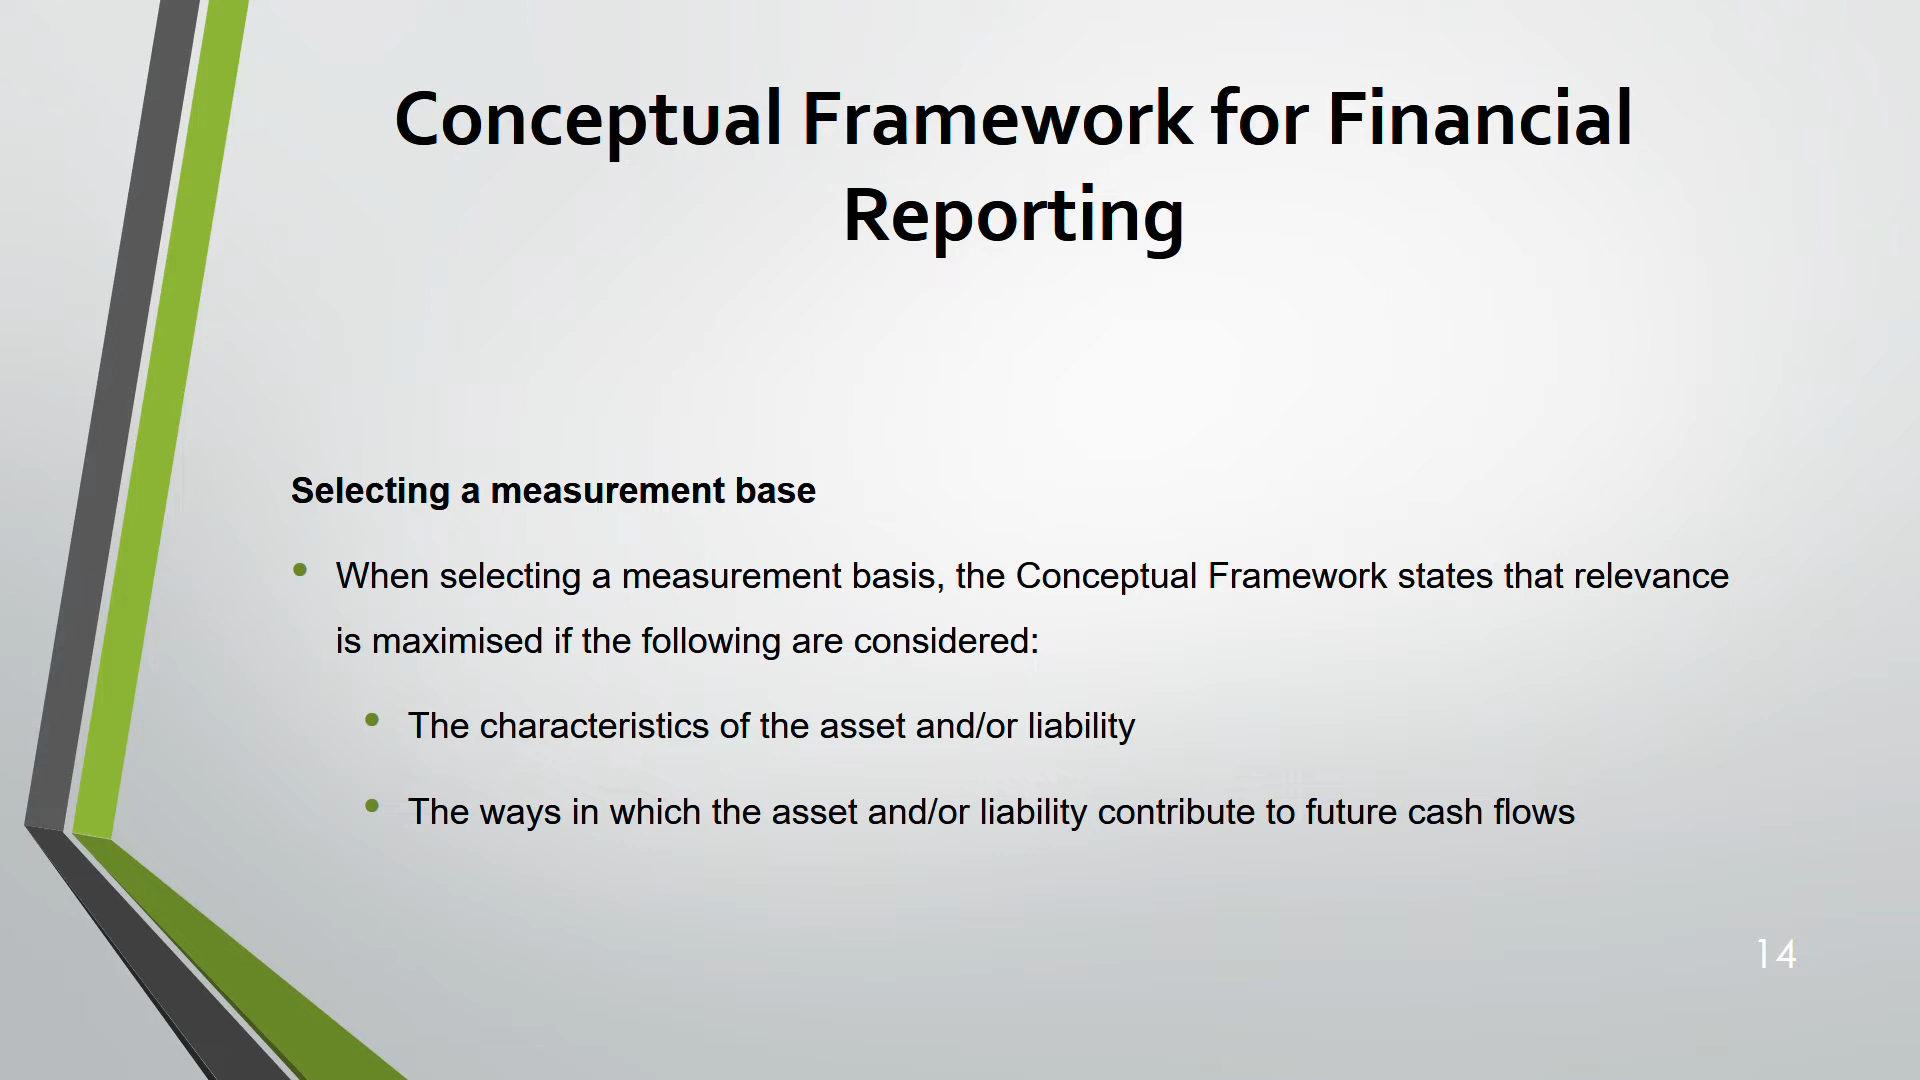 Conceptual Framework for Financial
Reporting
Selecting a measurement base
• When selecting a measurement basis, the Conceptual Framework states that relevance
is maximised if the following are considered:
• The characteristics of the asset and/or liability
• The ways in which the asset and/or liability contribute to future cash flows
14